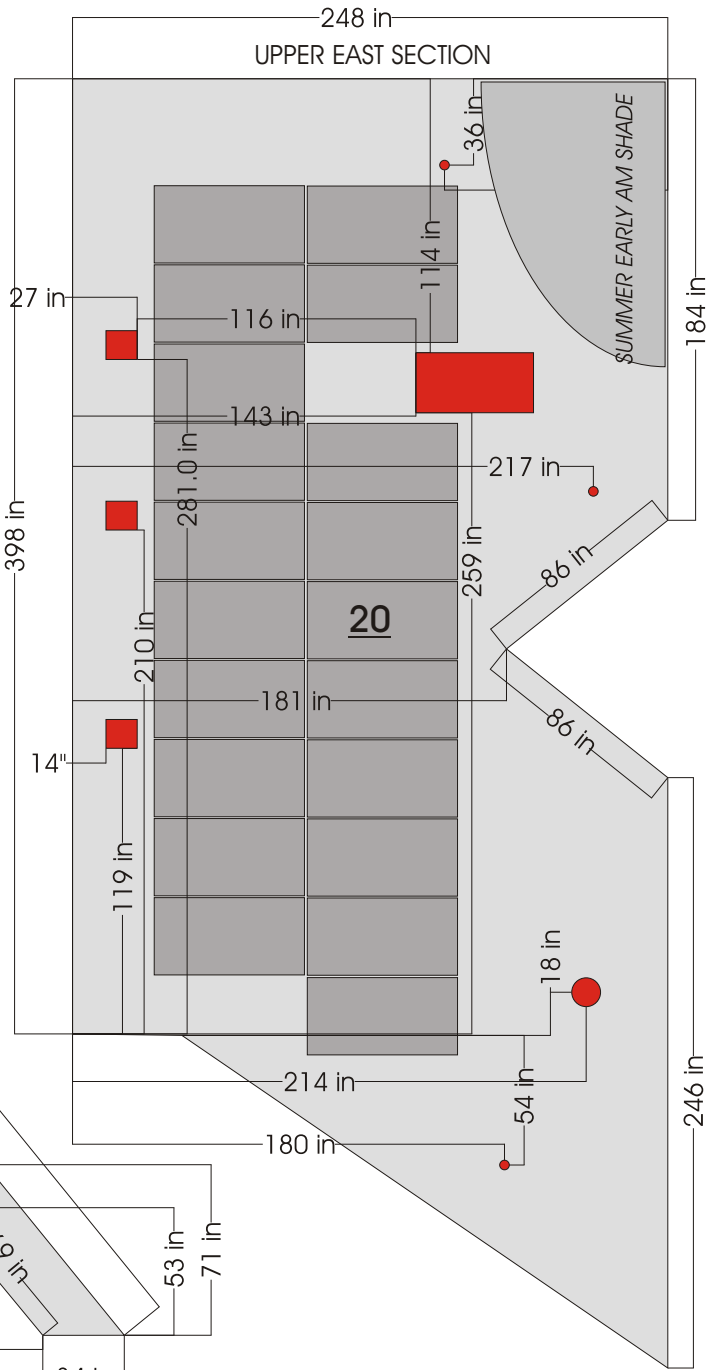 248 in
UPPER EAST SECTION
36 in
SUMMER EARLY AM SHADE
114 in
184 in
27 in
116 in
143 in
281.0 in
217 in
398 in
259 in
86 in
20
210 in
181 in
86 in
14"
119 in
18 in
214 in
54 in
246 in
180 in
53 in
71 in